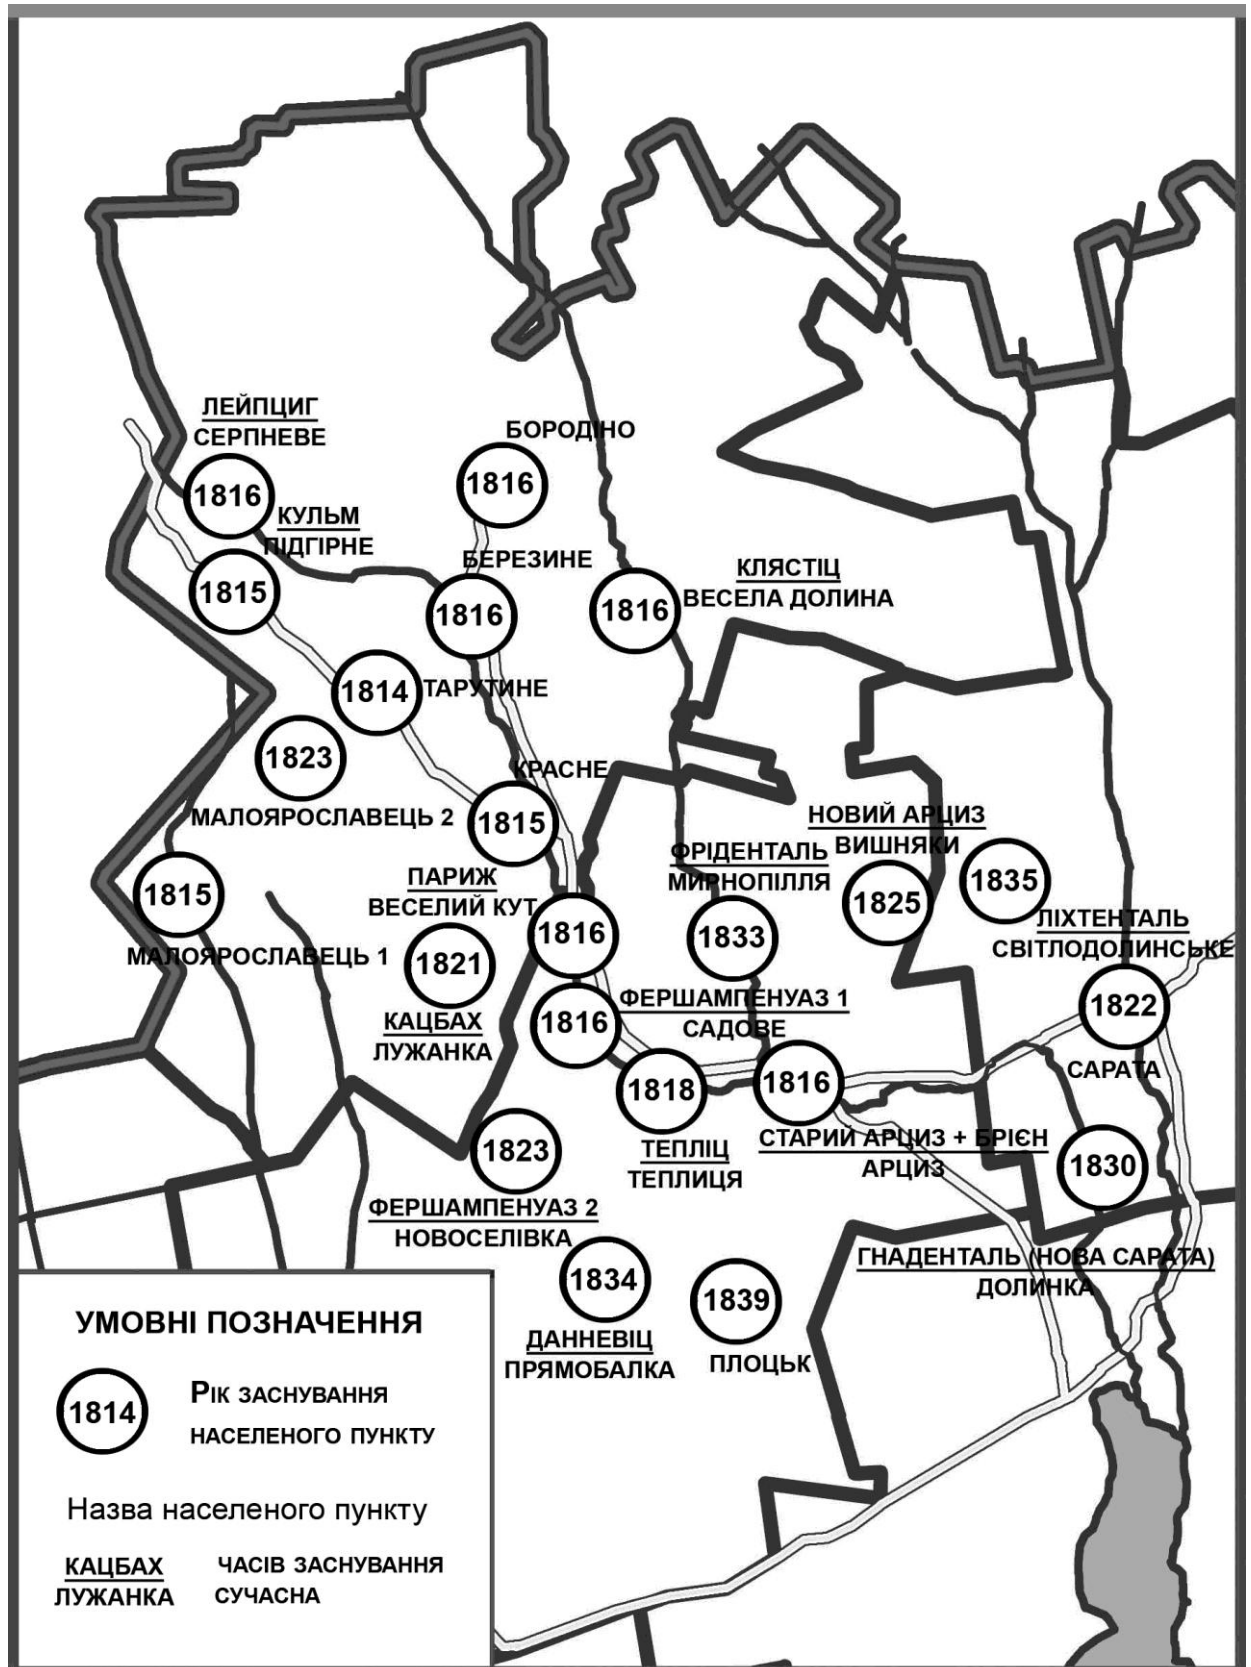 БОРОДІНО
1816
ЛЕЙПЦИГ
СЕРПНЕВЕ
1816
КУЛЬМ
ПІДГІРНЕ
1815
БЕРЕЗИНЕ
1816
КЛЯСТІЦ
ВЕСЕЛА ДОЛИНА
1816
1814
ТАРУТИНЕ
1823
МАЛОЯРОСЛАВЕЦЬ 2
КРАСНЕ
1815
1815
МАЛОЯРОСЛАВЕЦЬ 1
ПАРИЖ
ВЕСЕЛИЙ КУТ
1816
1821
КАЦБАХ
ЛУЖАНКА
ФРІДЕНТАЛЬ
МИРНОПІЛЛЯ
1833
НОВИЙ АРЦИЗ
ВИШНЯКИ
1825
1835
ЛІХТЕНТАЛЬ
СВІТЛОДОЛИНСЬКЕ
1816
ФЕРШАМПЕНУАЗ 1
САДОВЕ
1822
САРАТА
1818
ТЕПЛІЦ
ТЕПЛИЦЯ
1816
СТАРИЙ АРЦИЗ + БРІЄН
АРЦИЗ
1823
ФЕРШАМПЕНУАЗ 2
НОВОСЕЛІВКА
1830
ГНАДЕНТАЛЬ (НОВА САРАТА)
ДОЛИНКА
1834
ДАННЕВІЦ
ПРЯМОБАЛКА
1839
ПЛОЦЬК
УМОВНІ ПОЗНАЧЕННЯ
1814
РІК ЗАСНУВАННЯ
НАСЕЛЕНОГО ПУНКТУ
Назва населеного пункту
КАЦБАХ ЧАСІВ ЗАСНУВАННЯ
ЛУЖАНКА СУЧАСНА